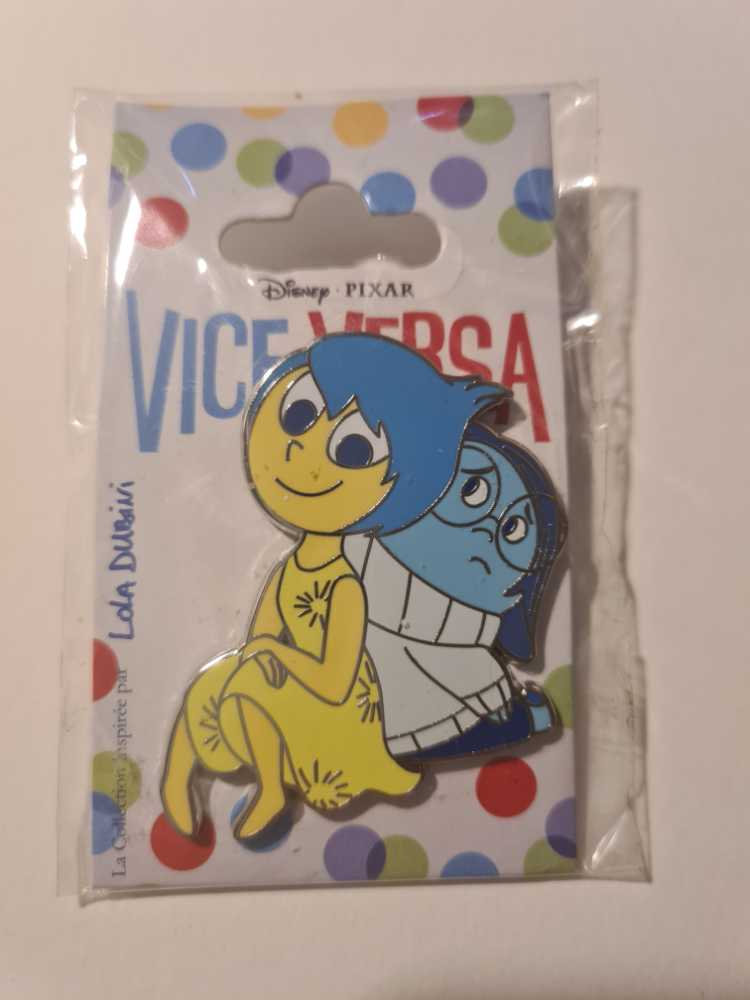 Disney · PIXAR
VICE VERSA
La Collection inspirée par LOLA DUBINI